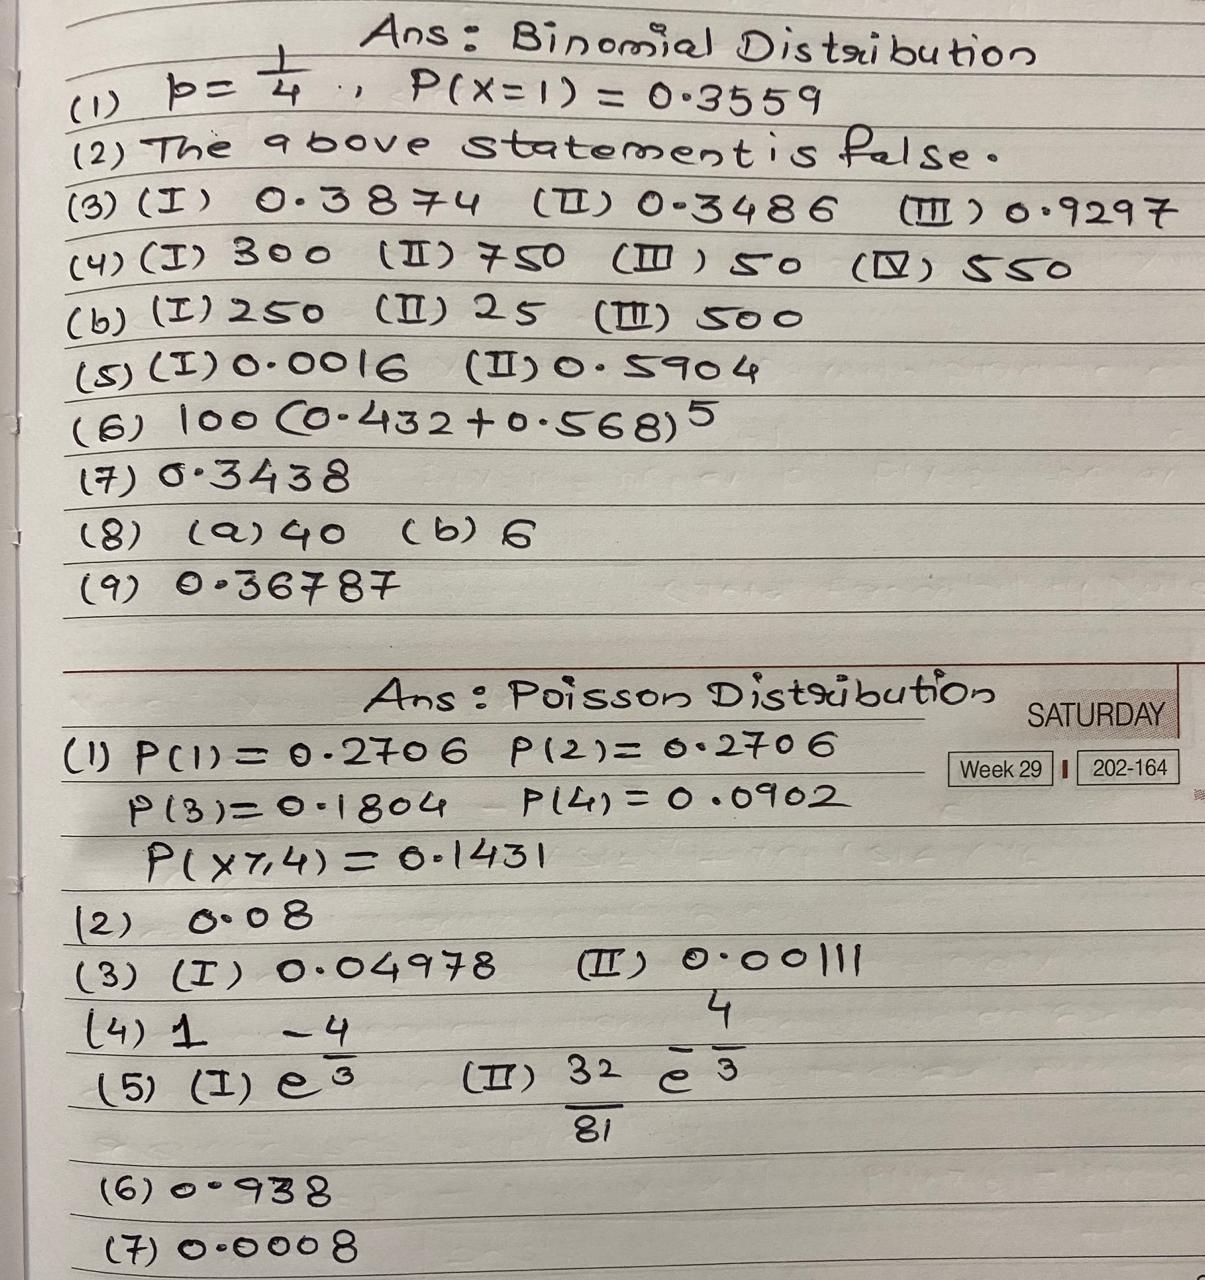 Ans: Binomial Distribution
(1) p = 1/4 ., P(X=1) = 0.3559
(2) The above statement is false.
(3) (I) 0.3874 (II) 0.3486 (III) 0.9297
(4) (I) 300 (II) 750 (III) 50 (IV) 550
(b) (I) 250 (II) 25 (III) 500
(5) (I) 0.0016 (II) 0.5904
(6) 100 (0.432+0.568)^5
(7) 0.3438
(8) (a) 40 (b) 6
(9) 0.36787
Ans: Poisson Distribution
SATURDAY
(1) P(1) = 0.2706 P(2) = 0.2706
Week 29 202-164
P(3) = 0.1804 P(4) = 0.0902
P(X≥4) = 0.1431
(2) 0.08
(3) (I) 0.04978 (II) 0.00111
(4) 1
(5) (I) e^-4/3 (II) 32/81 e^-4/3
(6) 0.938
(7) 0.0008